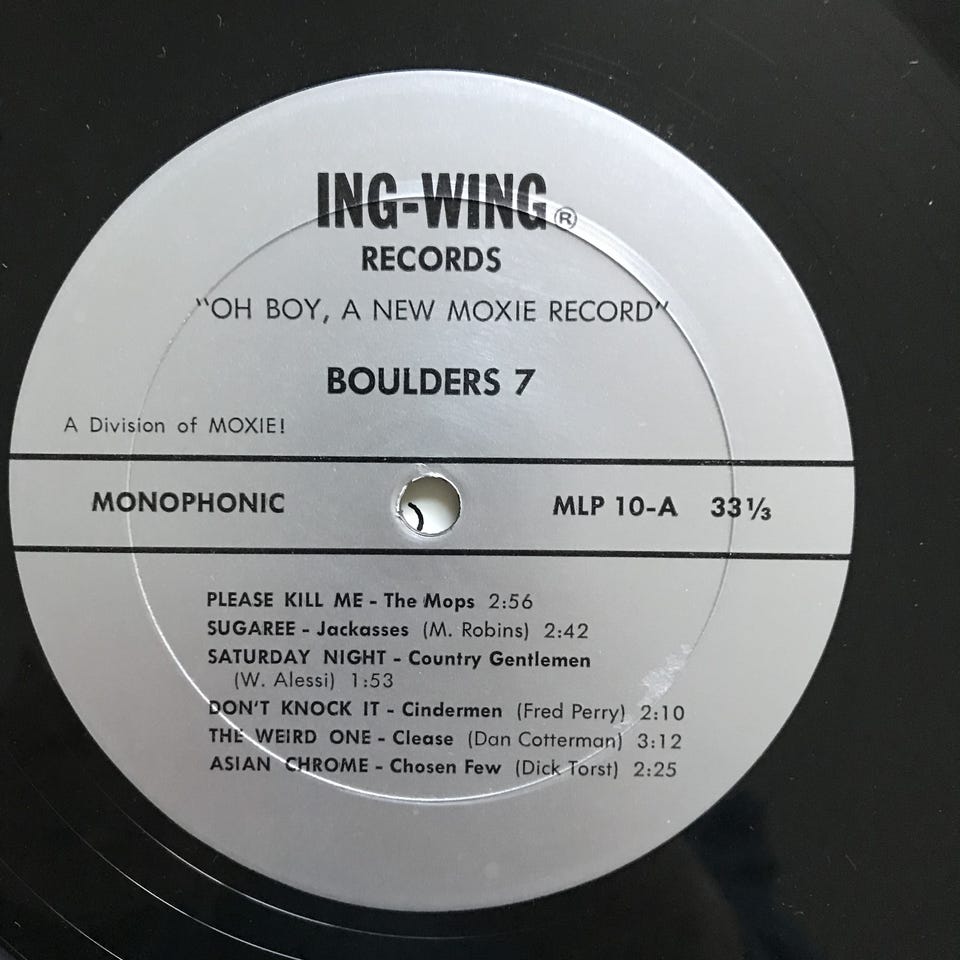 ING-WING ®
RECORDS
"OH BOY, A NEW MOXIE RECORD"
BOULDERS 7
A Division of MOXIE!
MONOPHONIC MLP 10-A 33⅓
PLEASE KILL ME - The Mops 2:56
SUGAREE - Jackasses (M. Robins) 2:42
SATURDAY NIGHT - Country Gentlemen
(W. Alessi) 1:53
DON'T KNOCK IT - Cindermen (Fred Perry) 2:10
THE WEIRD ONE - Clease (Dan Cotterman) 3:12
ASIAN CHROME - Chosen Few (Dick Torst) 2:25